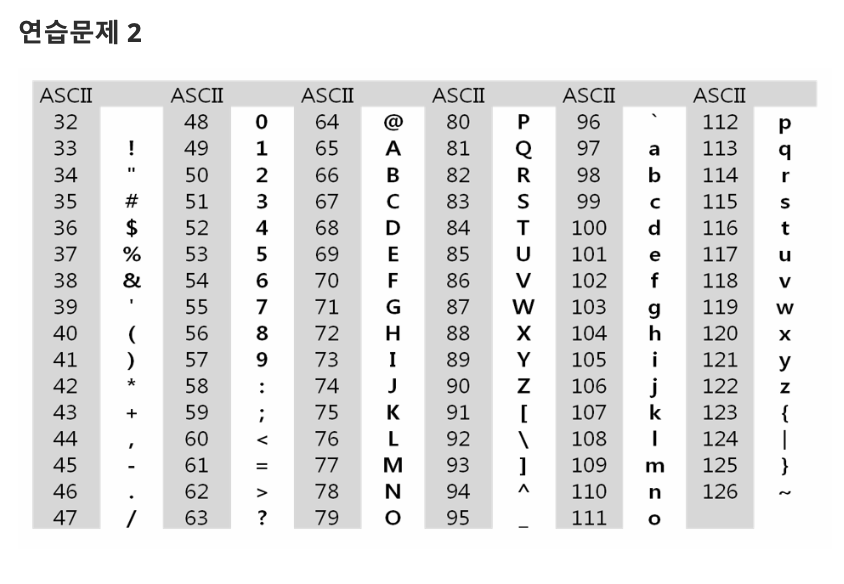 연습문제 2
ASCII ASCII ASCII ASCII ASCII ASCII
32 48 0 64 @ 80 P 96 ` 112 p
33 ! 49 1 65 A 81 Q 97 a 113 q
34 " 50 2 66 B 82 R 98 b 114 r
35 # 51 3 67 C 83 S 99 c 115 s
36 $ 52 4 68 D 84 T 100 d 116 t
37 % 53 5 69 E 85 U 101 e 117 u
38 & 54 6 70 F 86 V 102 f 118 v
39 ' 55 7 71 G 87 W 103 g 119 w
40 ( 56 8 72 H 88 X 104 h 120 x
41 ) 57 9 73 I 89 Y 105 i 121 y
42 * 58 : 74 J 90 Z 106 j 122 z
43 + 59 ; 75 K 91 [ 107 k 123 {
44 , 60 < 76 L 92 \ 108 l 124 |
45 - 61 = 77 M 93 ] 109 m 125 }
46 . 62 > 78 N 94 ^ 110 n 126 ~
47 / 63 ? 79 O 95 _ 111 o